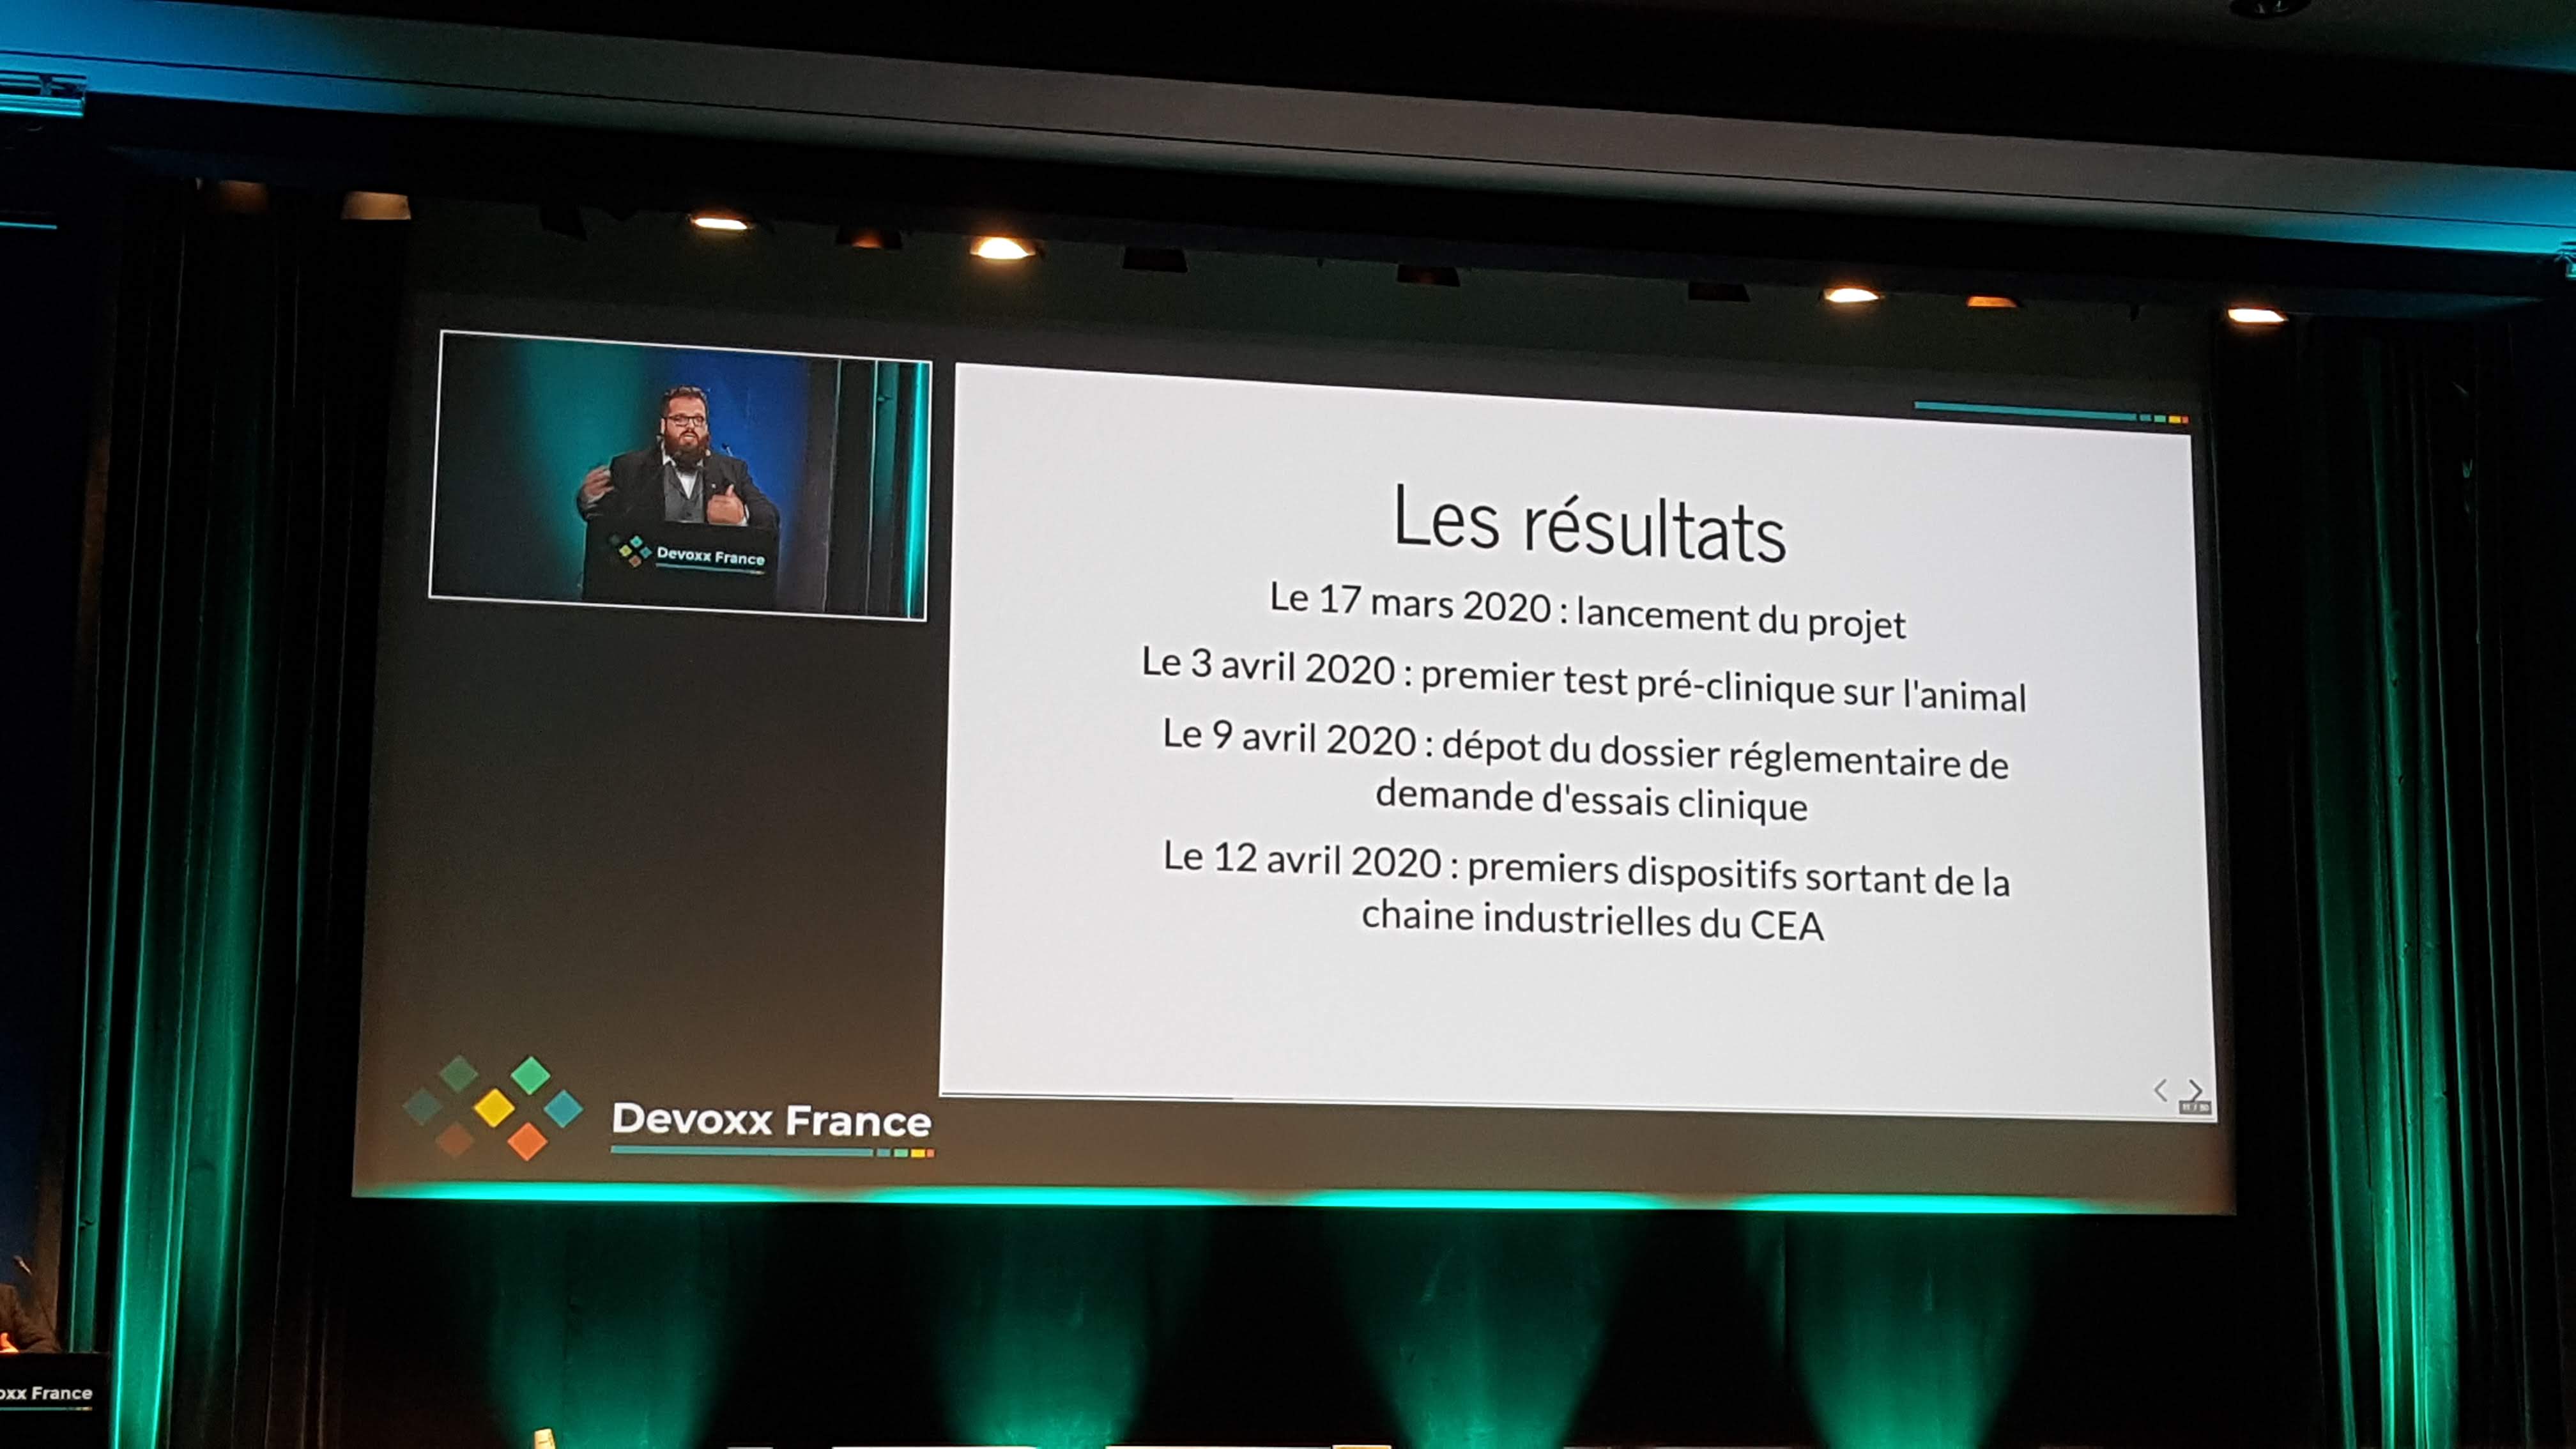 Devoxx France
Les résultats
Le 17 mars 2020 : lancement du projet
Le 3 avril 2020 : premier test pré-clinique sur l'animal
Le 9 avril 2020 : dépot du dossier réglementaire de
demande d'essais clinique
Le 12 avril 2020 : premiers dispositifs sortant de la
chaine industrielles du CEA
Devoxx France
oxx France